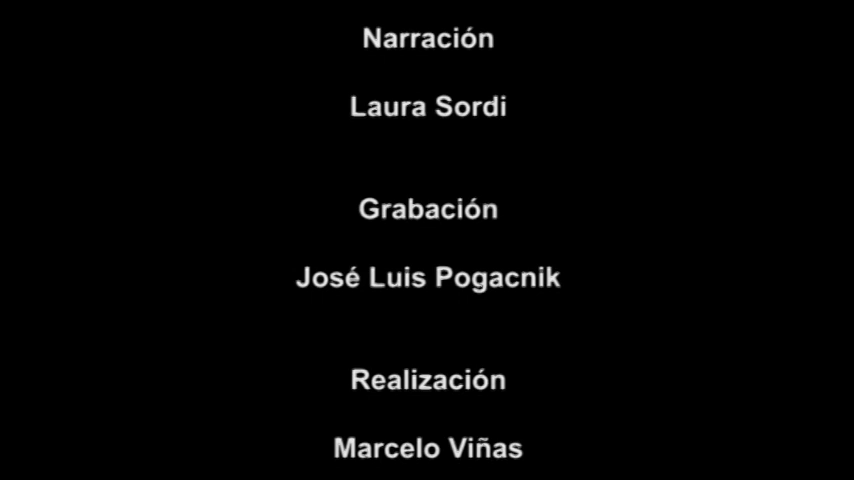 Narración
Laura Sordi
Grabación
José Luis Pogacnik
Realización
Marcelo Viñas